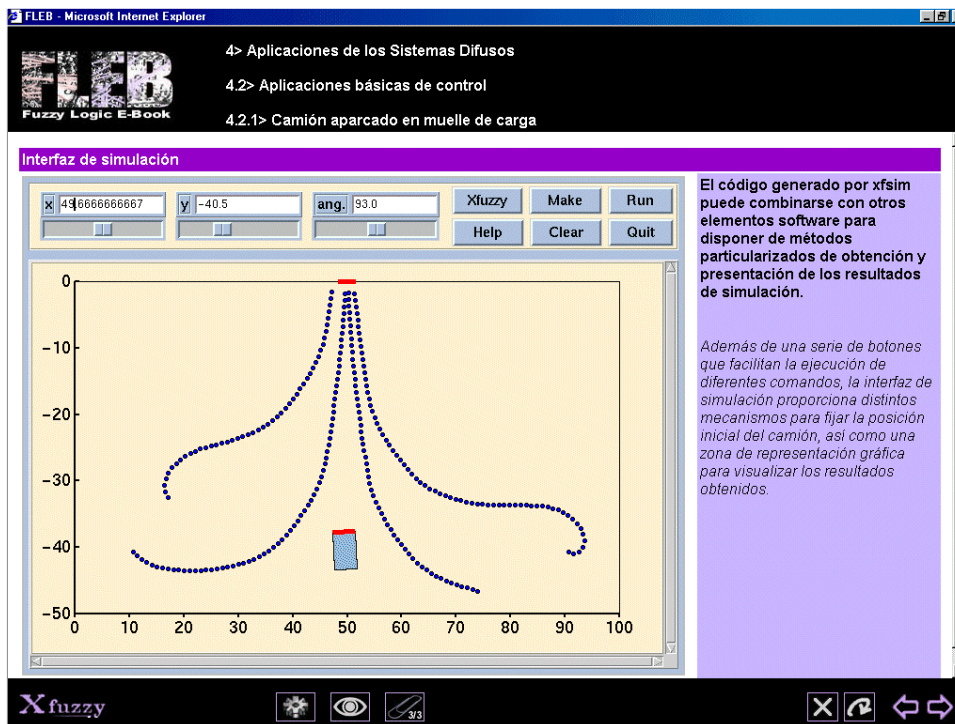 FLEB - Microsoft Internet Explorer
FLEB
Fuzzy Logic E-Book
4> Aplicaciones de los Sistemas Difusos
4.2> Aplicaciones básicas de control
4.2.1> Camión aparcado en muelle de carga
Interfaz de simulación
x 49.6666666667 y -40.5 ang. 93.0
Xfuzzy Make Run
Help Clear Quit
0
-10
-20
-30
-40
-50
0 10 20 30 40 50 60 70 80 90 100
El código generado por xfsim
puede combinarse con otros
elementos software para
disponer de métodos
particularizados de obtención y
presentación de los resultados
de simulación.
Además de una serie de botones
que facilitan la ejecución de
diferentes comandos, la interfaz de
simulación proporciona distintos
mecanismos para fijar la posición
inicial del camión, así como una
zona de representación gráfica
para visualizar los resultados
obtenidos.
Xfuzzy
3/3